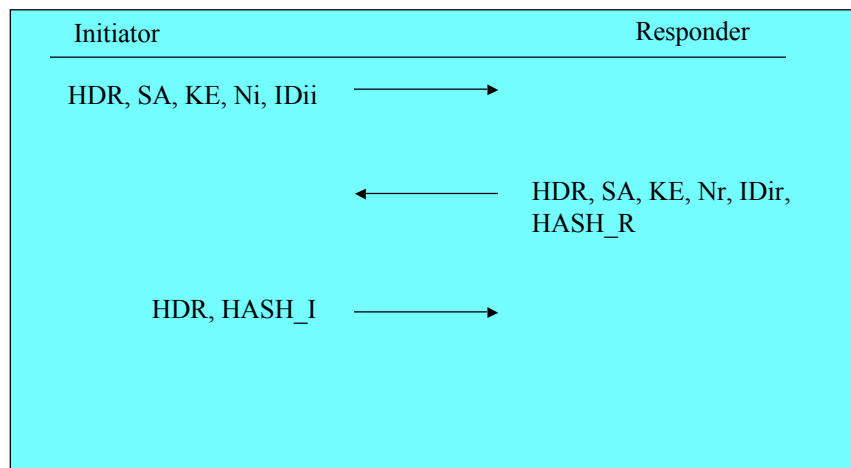 Initiator
Responder
HDR, SA, KE, Ni, IDii
HDR, SA, KE, Nr, IDir,
HASH_R
HDR, HASH_I